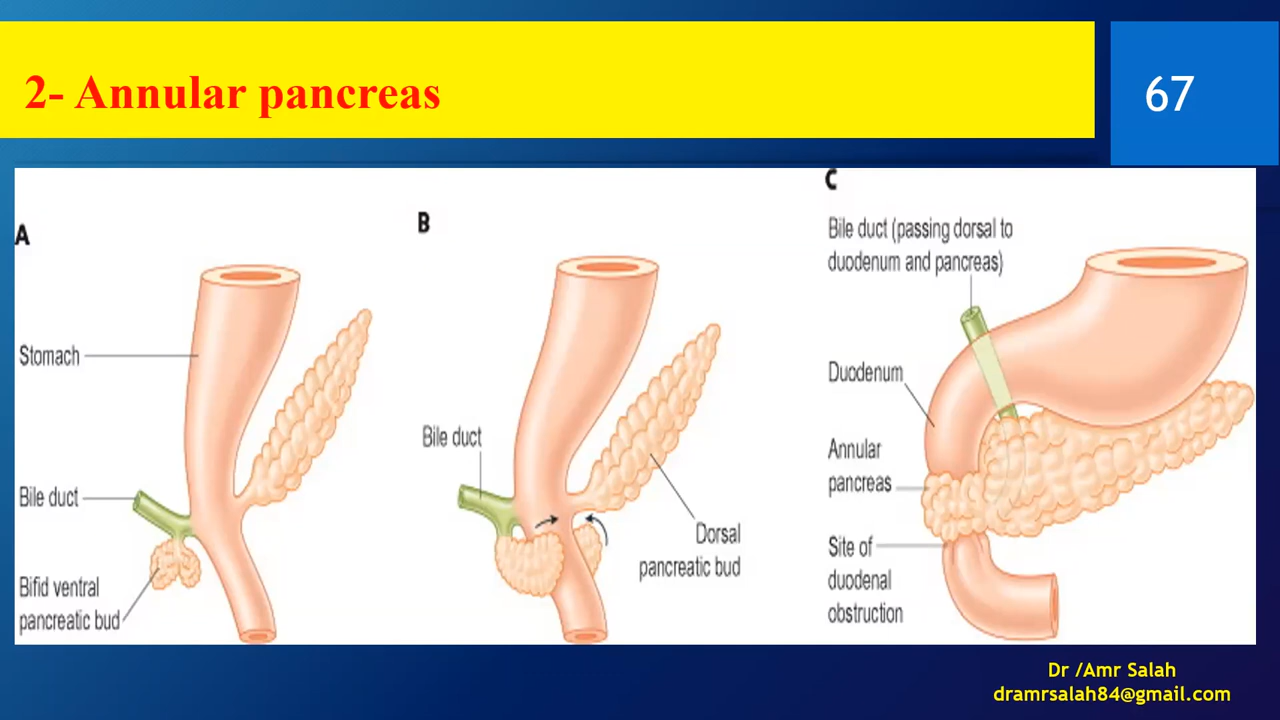 2- Annular pancreas
67
A
Stomach
Bile duct
Bifid ventral
pancreatic bud
B
Bile duct
Dorsal
pancreatic bud
C
Bile duct (passing dorsal to
duodenum and pancreas)
Duodenum
Annular
pancreas
Site of
duodenal
obstruction
Dr /Amr Salah
dramrsalah84@gmail.com